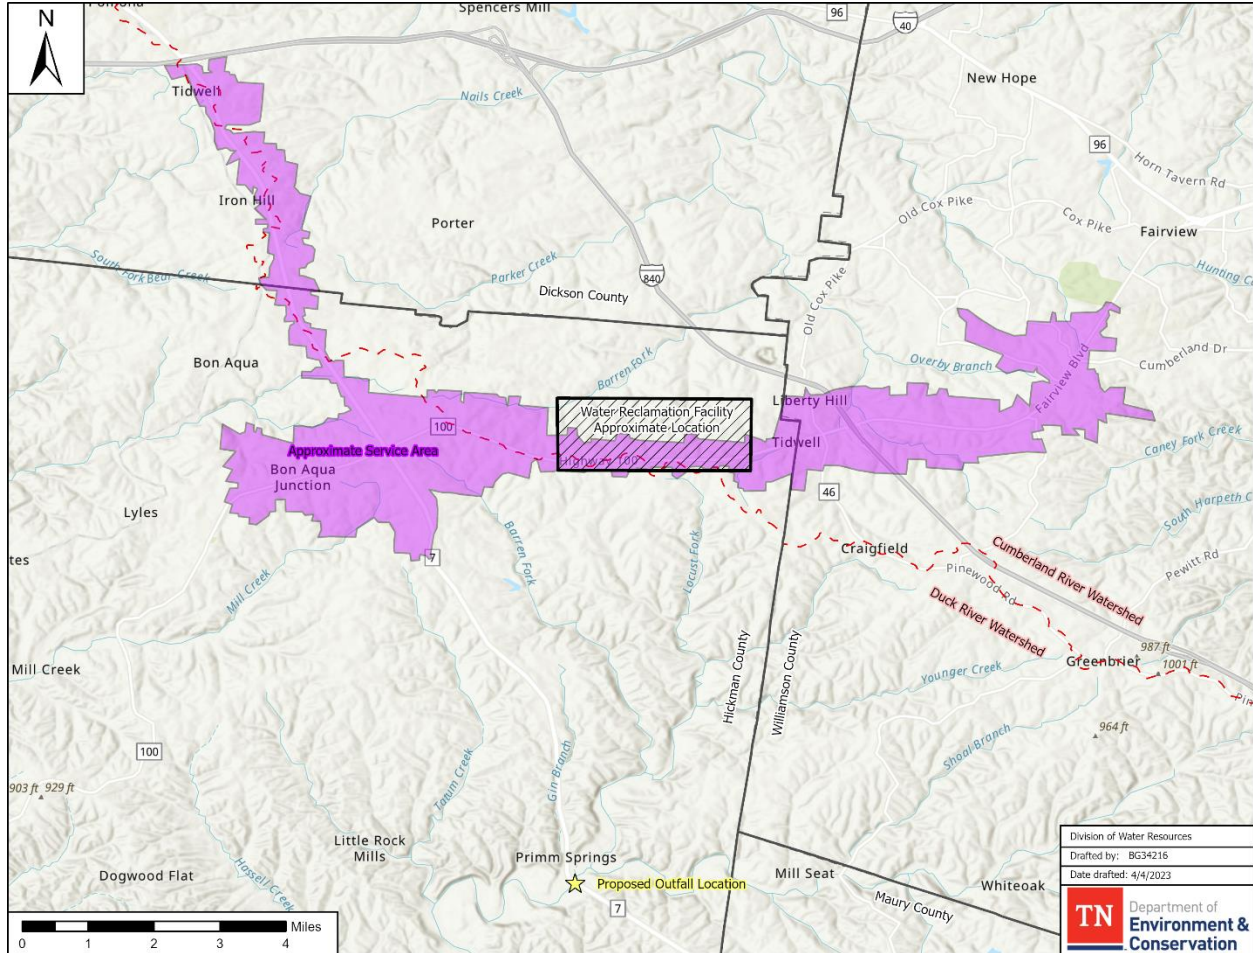 N
Pomona
Spencers Mill
96
40
Tidwell
New Hope
Nails Creek
96
Horn Tavern Rd
Iron Hill
Old Cox Pike
Cox Pike
Porter
Fairview
South Fork Bear Creek
Parker Creek
840
Hunting
Dickson County
Old Cox Pike
Bon Aqua
Barren Fork
Overby Branch
Cumberland Dr
Fairview Blvd
Liberty Hill
Water Reclamation Facility
Approximate Location
100
Tidwell
Approximate Service Area
Highway 100
Caney Fork Creek
Bon Aqua
Junction
46
South Harpeth
Lyles
Barren Fork
Locust Fork
Craigfield
Cumberland River Watershed
Pewitt Rd
tes
7
Mill Creek
Pinewood Rd
Duck River Watershed
987 ft
Greenbrier
1001 ft
Mill Creek
Younger Creek
Pin
Hickman County
Williamson County
964 ft
100
Shoal Branch
903 ft
929 ft
Tatum Creek
Gin Branch
Little Rock
Mills
Primm Springs
Dogwood Flat
Hassell Creek
Proposed Outfall Location
Mill Seat
Whiteoak
7
Maury County
Miles
0 1 2 3 4
Division of Water Resources
Drafted by: BG34216
Date drafted: 4/4/2023
TN
Department of
Environment &
Conservation